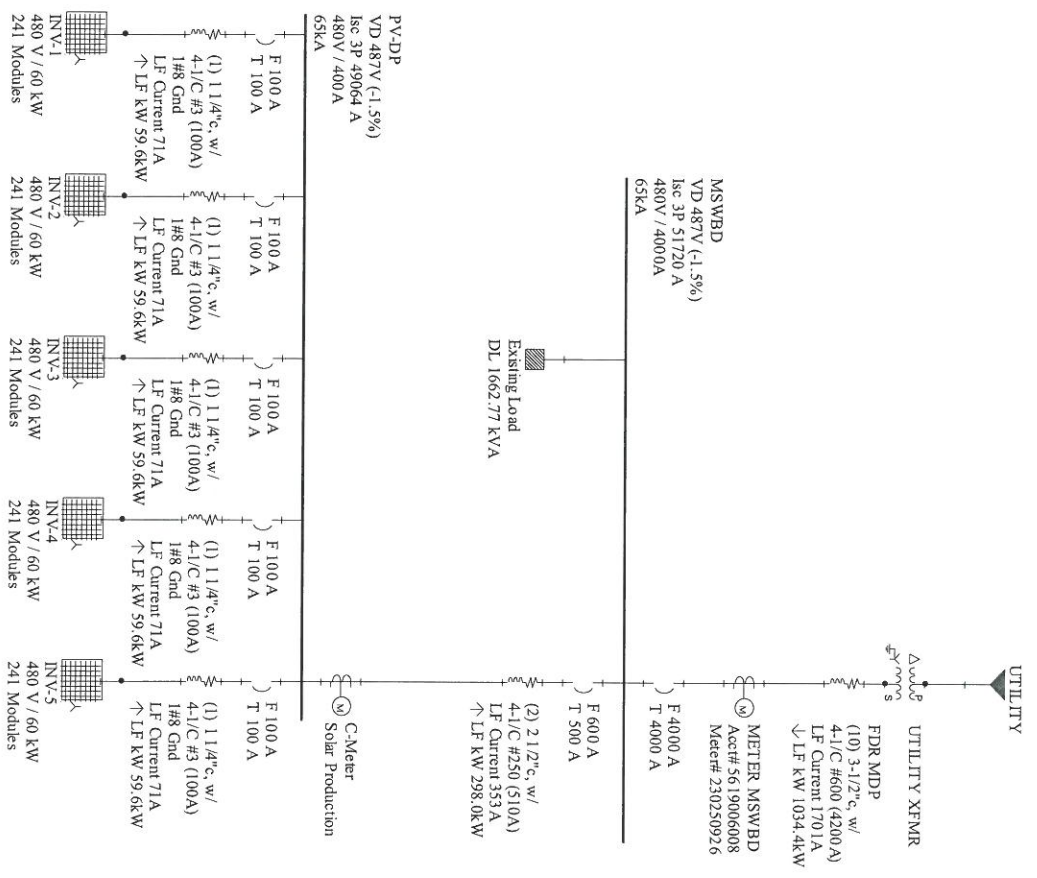 UTILITY
UTILITY XFMR
S
FDR MDP
(10) 3-1/2"c, w/
4-1/C #600 (4200A)
LF Current 1701A
↓ LF kW 1034.4kW
M
METER MSWBD
Acct# 5619006008
Meter# 230250926
F 4000 A
T 4000 A
MSWBD
VD 487V (-1.5%)
Isc 3P 51720 A
480V / 4000A
65kA
Existing Load
DL 1662.77 kVA
F 600 A
T 500 A
(2) 2 1/2"c, w/
4-1/C #250 (510A)
LF Current 353A
↑ LF kW 298.0kW
M
C-Meter
Solar Production
PV-DP
VD 487V (-1.5%)
Isc 3P 49064 A
480V / 400A
65kA
F 100 A
T 100 A
(1) 1 1/4"c, w/
4-1/C #3 (100A)
1#8 Gnd
LF Current 71A
↑ LF kW 59.6kW
INV-1
480 V / 60 kW
241 Modules
F 100 A
T 100 A
(1) 1 1/4"c, w/
4-1/C #3 (100A)
1#8 Gnd
LF Current 71A
↑ LF kW 59.6kW
INV-2
480 V / 60 kW
241 Modules
F 100 A
T 100 A
(1) 1 1/4"c, w/
4-1/C #3 (100A)
1#8 Gnd
LF Current 71A
↑ LF kW 59.6kW
INV-3
480 V / 60 kW
241 Modules
F 100 A
T 100 A
(1) 1 1/4"c, w/
4-1/C #3 (100A)
1#8 Gnd
LF Current 71A
↑ LF kW 59.6kW
INV-4
480 V / 60 kW
241 Modules
F 100 A
T 100 A
(1) 1 1/4"c, w/
4-1/C #3 (100A)
1#8 Gnd
LF Current 71A
↑ LF kW 59.6kW
INV-5
480 V / 60 kW
241 Modules